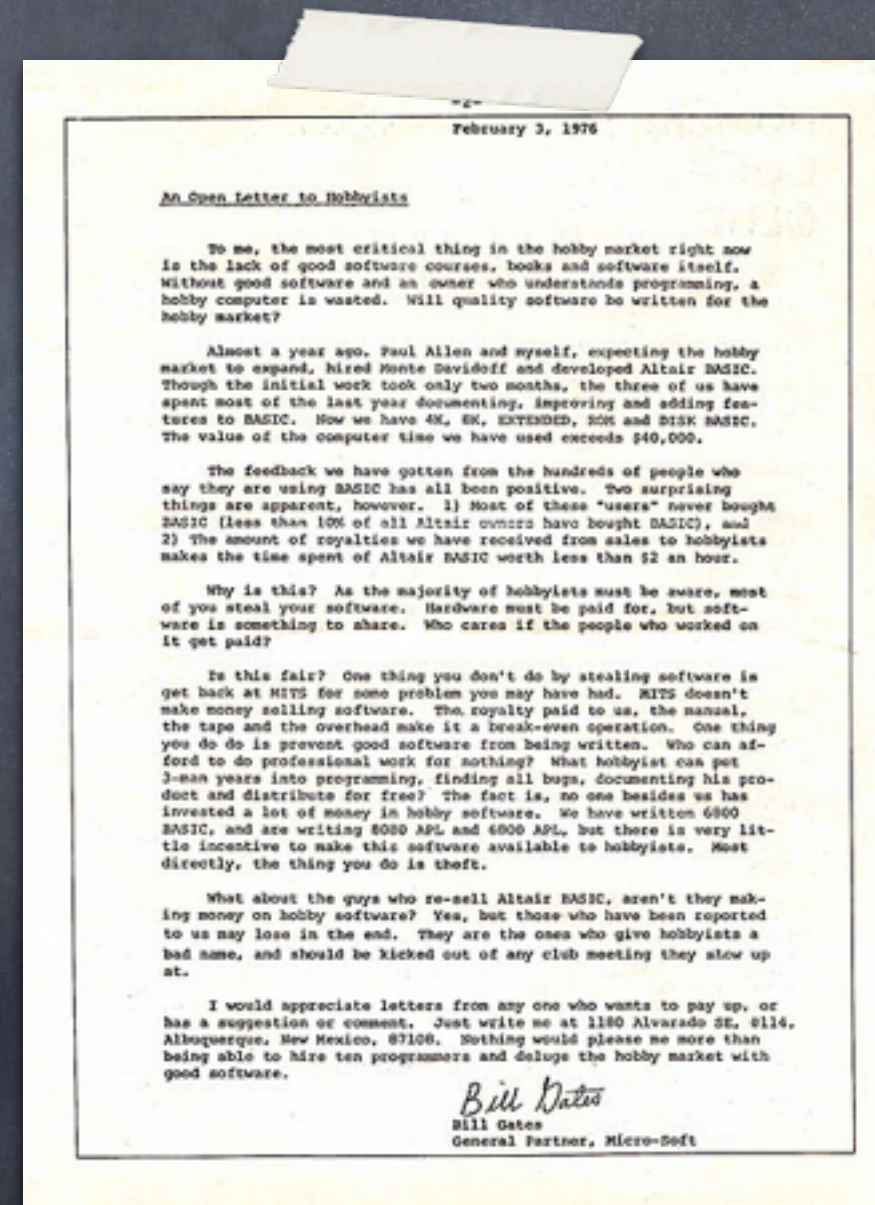 -2-
February 3, 1976
An Open Letter to Hobbyists
To me, the most critical thing in the hobby market right now
is the lack of good software courses, books and software itself.
Without good software and an owner who understands programming, a
hobby computer is wasted. Will quality software be written for the
hobby market?
Almost a year ago, Paul Allen and myself, expecting the hobby
market to expand, hired Monte Davidoff and developed Altair BASIC.
Though the initial work took only two months, the three of us have
spent most of the last year documenting, improving and adding fea-
tures to BASIC. Now we have 4K, 8K, EXTENDED, ROM and DISK BASIC.
The value of the computer time we have used exceeds $40,000.
The feedback we have gotten from the hundreds of people who
say they are using BASIC has all been positive. Two surprising
things are apparent, however. 1) Most of these "users" never bought
BASIC (less than 10% of all Altair owners have bought BASIC), and
2) The amount of royalties we have received from sales to hobbyists
makes the time spent of Altair BASIC worth less than $2 an hour.
Why is this? As the majority of hobbyists must be aware, most
of you steal your software. Hardware must be paid for, but soft-
ware is something to share. Who cares if the people who worked on
it get paid?
Is this fair? One thing you don't do by stealing software is
get back at MITS for some problem you may have had. MITS doesn't
make money selling software. The royalty paid to us, the manual,
the tape and the overhead make it a break-even operation. One thing
you do do is prevent good software from being written. Who can af-
ford to do professional work for nothing? What hobbyist can put
3-man years into programming, finding all bugs, documenting his pro-
duct and distribute for free? The fact is, no one besides us has
invested a lot of money in hobby software. We have written 6800
BASIC, and are writing 8080 APL and 6800 APL, but there is very lit-
tle incentive to make this software available to hobbyists. Most
directly, the thing you do is theft.
What about the guys who re-sell Altair BASIC, aren't they mak-
ing money on hobby software? Yes, but those who have been reported
to us may lose in the end. They are the ones who give hobbyists a
bad name, and should be kicked out of any club meeting they show up
at.
I would appreciate letters from any one who wants to pay up, or
has a suggestion or comment. Just write me at 1180 Alvarado SE, #114,
Albuquerque, New Mexico, 87108. Nothing would please me more than
being able to hire ten programmers and deluge the hobby market with
good software.
Bill Gates
Bill Gates
General Partner, Micro-Soft